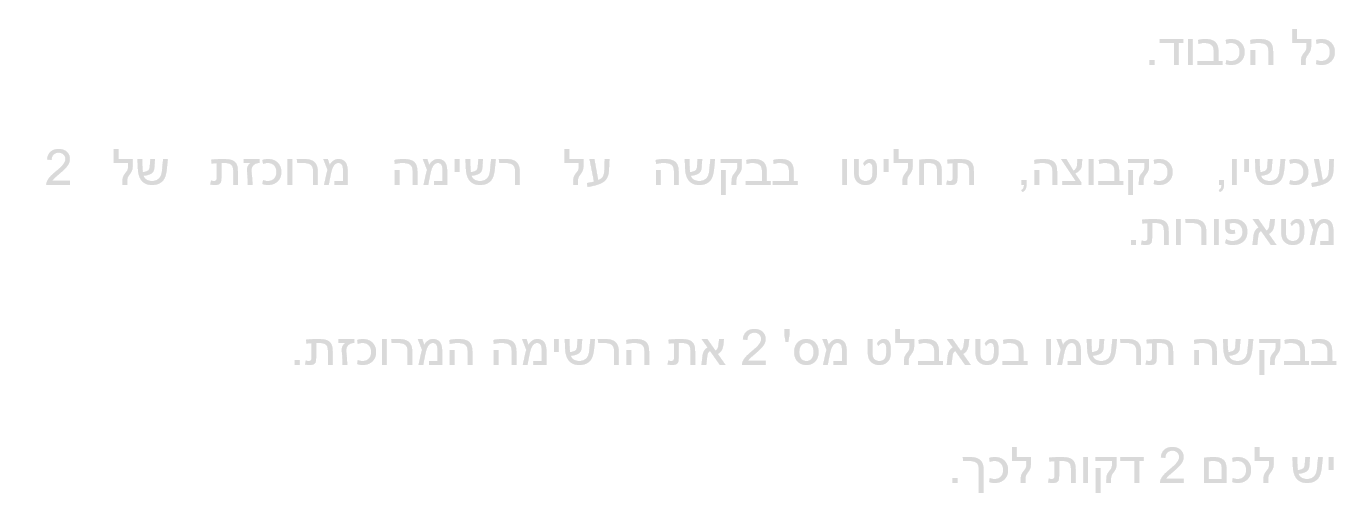 כל הכבוד.
עכשיו, כקבוצה, תחליטו בבקשה על רשימה מרוכזת של 2
מטאפורות.
בבקשה תרשמו בטאבלט מס' 2 את הרשימה המרוכזת.
יש לכם 2 דקות לכך.